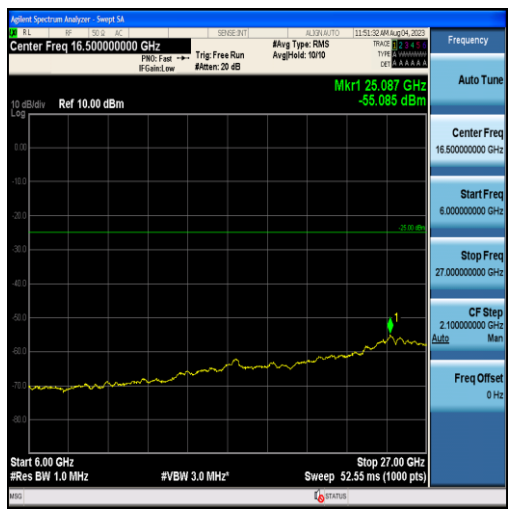 Agilent Spectrum Analyzer - Swept SA
RL RF 50 Ω AC SENSE:INT ALIGN AUTO 11:51:32 AM Aug 04, 2023
Center Freq 16.500000000 GHz
PNO: Fast
IFGain:Low
Trig: Free Run
#Atten: 20 dB
#Avg Type: RMS
Avg|Hold: 10/10
TRACE 1 2 3 4 5 6
TYPE
DET A A A A A A
Mkr1 25.087 GHz
-55.085 dBm
10 dB/div Ref 10.00 dBm
Log
0.00
-10.0
-20.0
-25.00 dBm
-30.0
-40.0
1
-50.0
-60.0
-70.0
-80.0
Start 6.00 GHz
Stop 27.00 GHz
#Res BW 1.0 MHz
#VBW 3.0 MHz*
Sweep 52.55 ms (1000 pts)
MSG
STATUS
Frequency
Auto Tune
Center Freq
16.500000000 GHz
Start Freq
6.000000000 GHz
Stop Freq
27.000000000 GHz
CF Step
2.100000000 GHz
Auto Man
Freq Offset
0 Hz